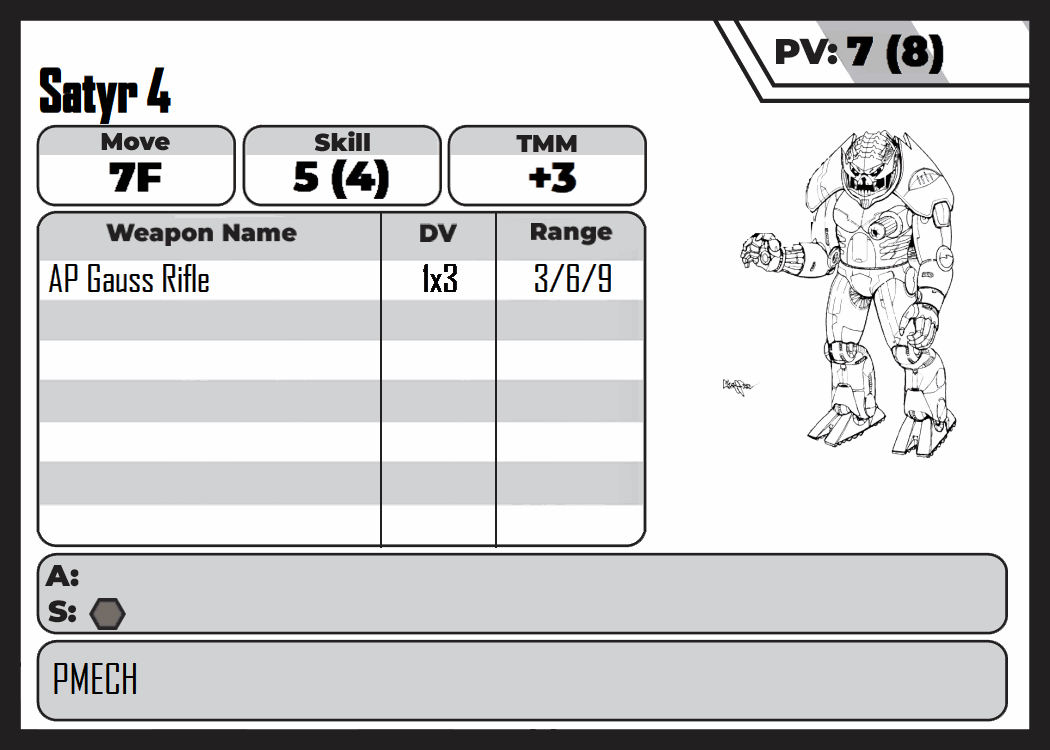 PV: 7 (8)
Satyr 4
Move Skill TMM
7F 5 (4) +3
Weapon Name DV Range
AP Gauss Rifle 1x3 3/6/9
A:
S:
PMECH